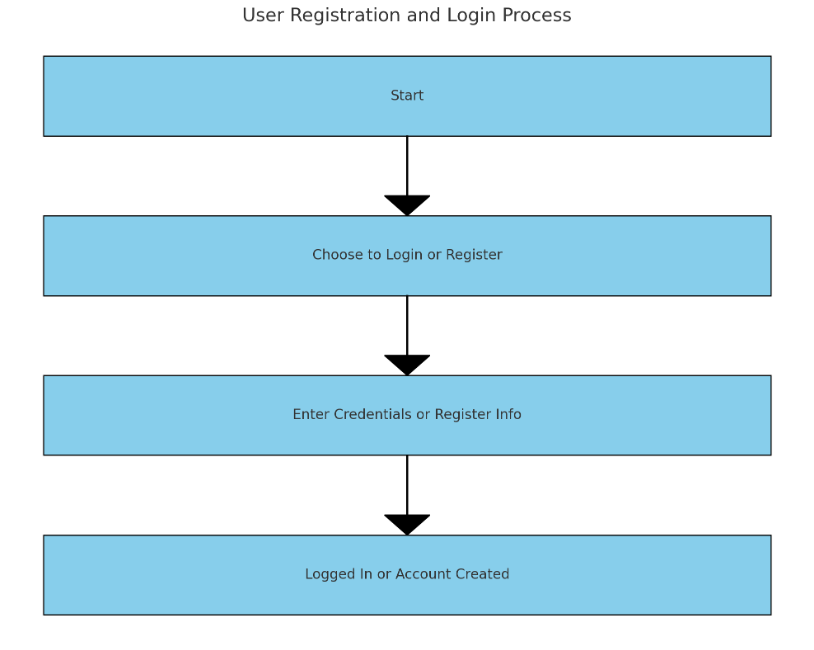 User Registration and Login Process
Start
Choose to Login or Register
Enter Credentials or Register Info
Logged In or Account Created